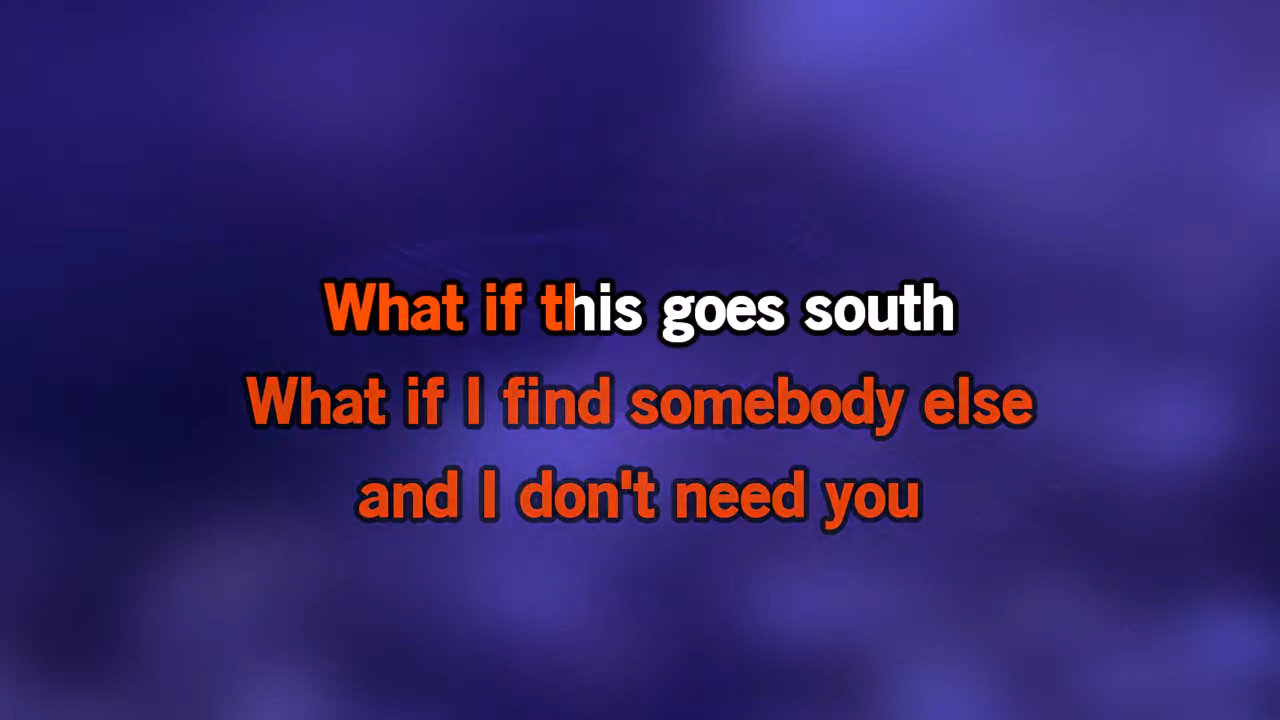 What if this goes south
What if I find somebody else
and I don't need you